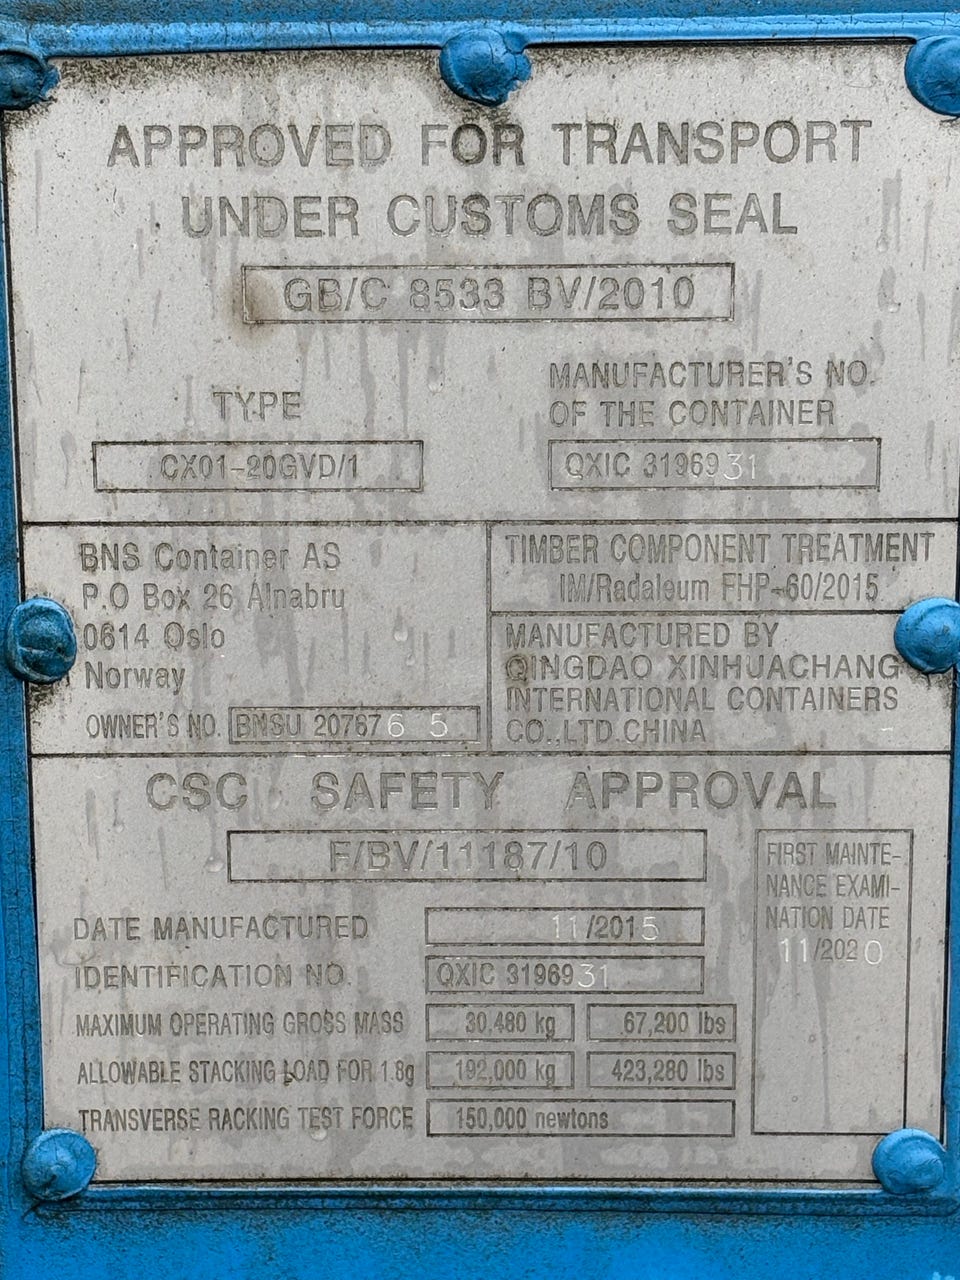 APPROVED FOR TRANSPORT
UNDER CUSTOMS SEAL
GB/C 8533 BV/2010
TYPE
CX01-20GVD/1
MANUFACTURER'S NO.
OF THE CONTAINER
QXIC 3196931
BNS Container AS
P.O Box 26 Alnabru
0614 Oslo
Norway
OWNER'S NO. BNSU 207676 5
TIMBER COMPONENT TREATMENT
IM/Radaleum FHP-60/2015
MANUFACTURED BY
QINGDAO XINHUACHANG
INTERNATIONAL CONTAINERS
CO.,LTD.CHINA
CSC SAFETY APPROVAL
F/BV/11187/10
DATE MANUFACTURED 11/2015
IDENTIFICATION NO. QXIC 3196931
MAXIMUM OPERATING GROSS MASS 30,480 kg 67,200 lbs
ALLOWABLE STACKING LOAD FOR 1.8g 192,000 kg 423,280 lbs
TRANSVERSE RACKING TEST FORCE 150,000 newtons
FIRST MAINTE-
NANCE EXAMI-
NATION DATE
11/2020